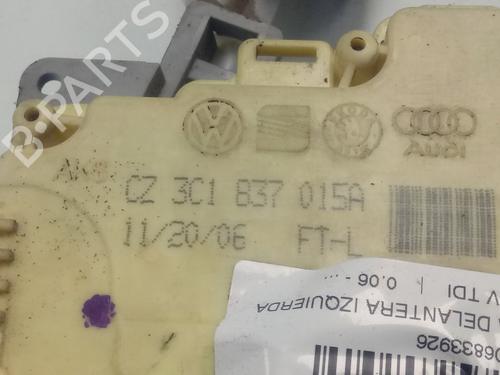 B-PARTS
AUDI
CZ 3C1 837 015A
11/20/06 FT-L
DELANTERA IZQUIERDA
V TDI | 0.06 - ...
06833926